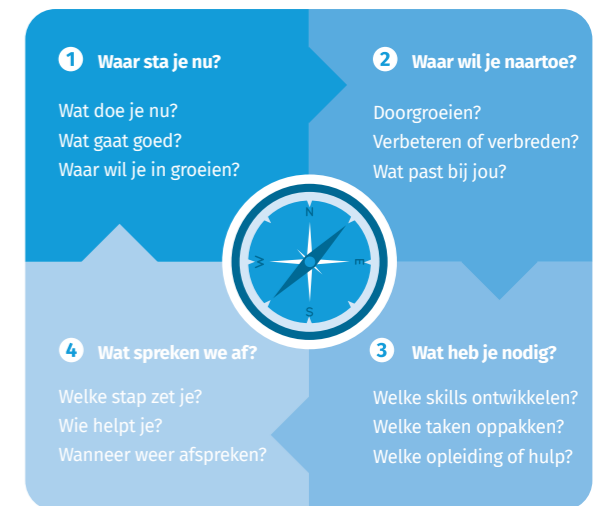 1 Waar sta je nu?
Wat doe je nu?
Wat gaat goed?
Waar wil je in groeien?
2 Waar wil je naartoe?
Doorgroeien?
Verbeteren of verbreden?
Wat past bij jou?
N
E
S
W
3 Wat heb je nodig?
Welke skills ontwikkelen?
Welke taken oppakken?
Welke opleiding of hulp?
4 Wat spreken we af?
Welke stap zet je?
Wie helpt je?
Wanneer weer afspreken?